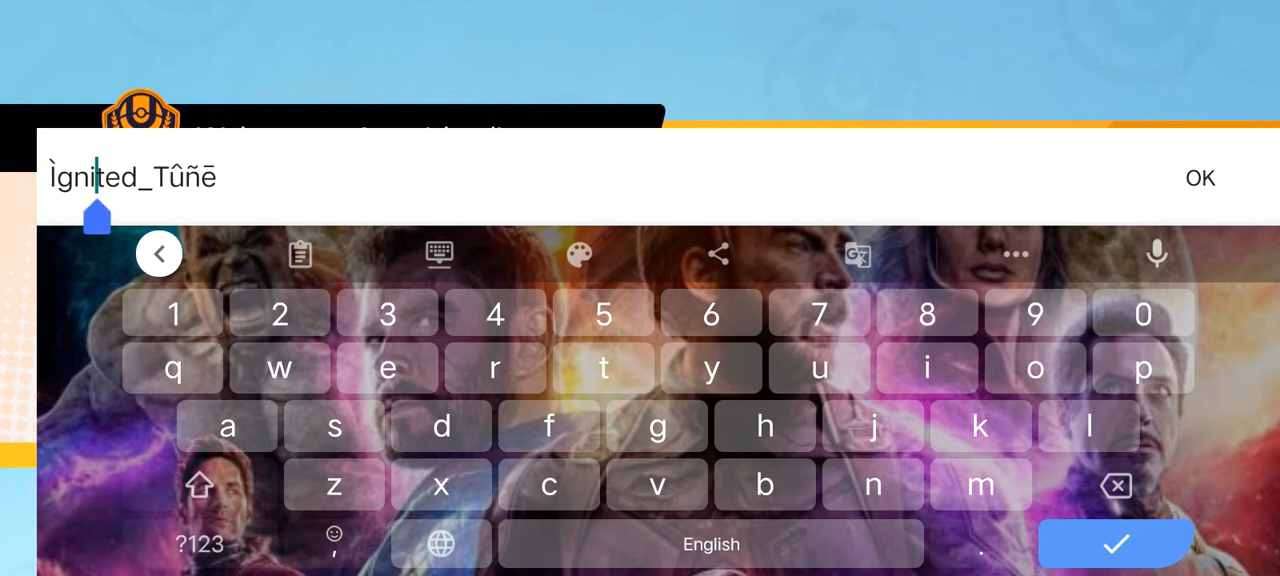 Ìgnited_Tûñē
OK
1 2 3 4 5 6 7 8 9 0
q w e r t y u i o p
a s d f g h j k l
z x c v b n m
?123 , English .